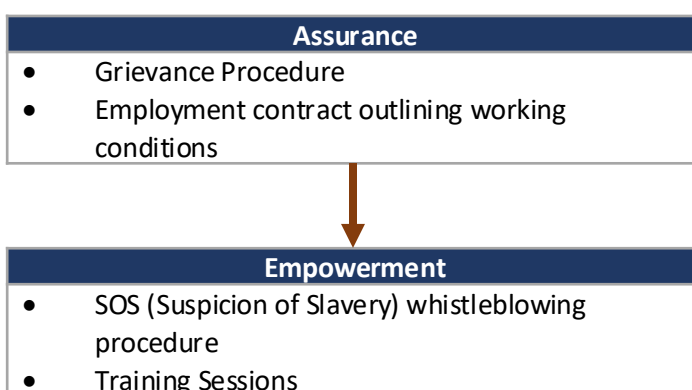 Assurance
• Grievance Procedure
• Employment contract outlining working
conditions
Empowerment
• SOS (Suspicion of Slavery) whistleblowing
procedure
• Training Sessions